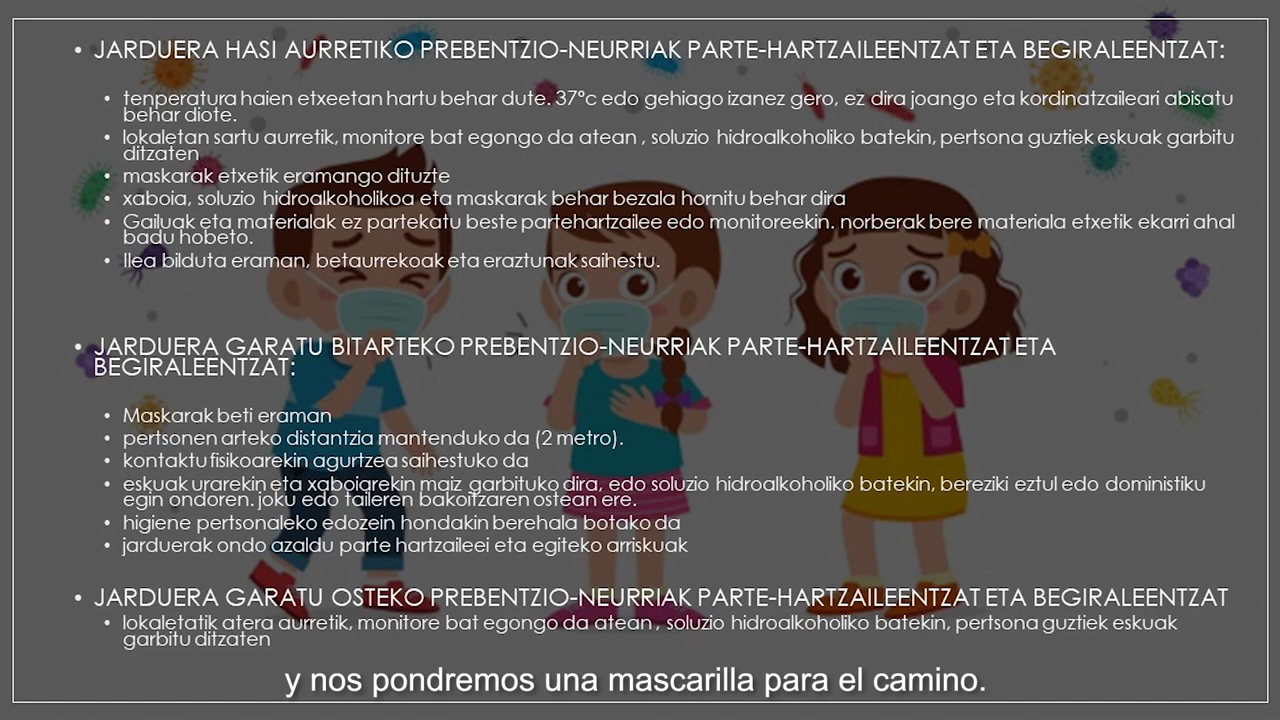 • JARDUERA HASI AURRETIKO PREBENTZIO-NEURRIAK PARTE-HARTZAILEENTZAT ETA BEGIRALEENTZAT:
• tenperatura haien etxeetan hartu behar dute. 37°c edo gehiago izanez gero, ez dira joango eta kordinatzaileari abisatu
behar diote.
• lokaletan sartu aurretik, monitore bat egongo da atean , soluzio hidroalkoholiko batekin, pertsona guztiek eskuak garbitu
ditzaten
• maskarak etxetik eramango dituzte
• xaboia, soluzio hidroalkoholikoa eta maskarak behar bezala hornitu behar dira
• Gailuak eta materialak ez partekatu beste partehartzailee edo monitoreekin. norberak bere materiala etxetik ekarri ahal
badu hobeto.
• Ilea bilduta eraman, betaurrekoak eta eraztunak saihestu.
• JARDUERA GARATU BITARTEKO PREBENTZIO-NEURRIAK PARTE-HARTZAILEENTZAT ETA
BEGIRALEENTZAT:
• Maskarak beti eraman
• pertsonen arteko distantzia mantenduko da (2 metro).
• kontaktu fisikoarekin agurtzea saihestuko da
• eskuak urarekin eta xaboiarekin maiz garbituko dira, edo soluzio hidroalkoholiko batekin, bereziki eztul edo doministiku
egin ondoren. joku edo taileren bakoitzaren ostean ere.
• higiene pertsonaleko edozein hondakin berehala botako da
• jarduerak ondo azaldu parte hartzaileei eta egiteko arriskuak
• JARDUERA GARATU OSTEKO PREBENTZIO-NEURRIAK PARTE-HARTZAILEENTZAT ETA BEGIRALEENTZAT
• lokaletatik atera aurretik, monitore bat egongo da atean , soluzio hidroalkoholiko batekin, pertsona guztiek eskuak
garbitu ditzaten
y nos pondremos una mascarilla para el camino.